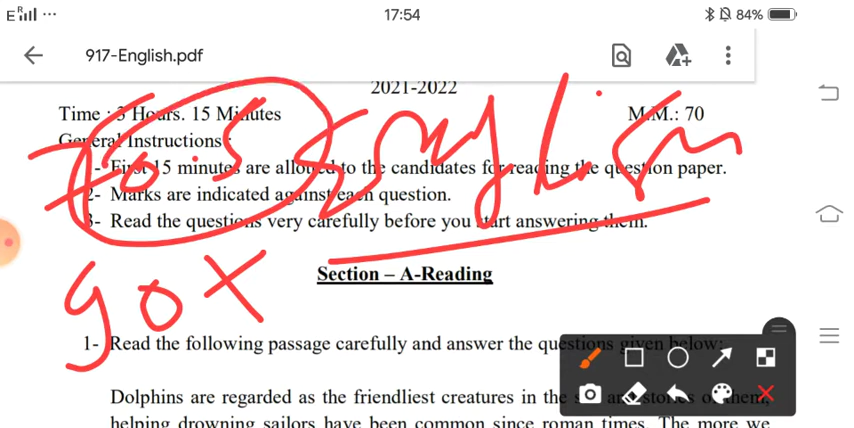 17:54 84%
917-English.pdf
2021-2022
Time : 3 Hours. 15 Minutes M.M.: 70
General Instructions:
1- First 15 minutes are allotted to the candidates for reading the question paper.
2- Marks are indicated against each question.
3- Read the questions very carefully before you start answering them.
English
Section – A-Reading
90 X
1- Read the following passage carefully and answer the questions given below:
Dolphins are regarded as the friendliest creatures in the sea and stories of them,
helping drowning sailors have been common since roman times. The more we